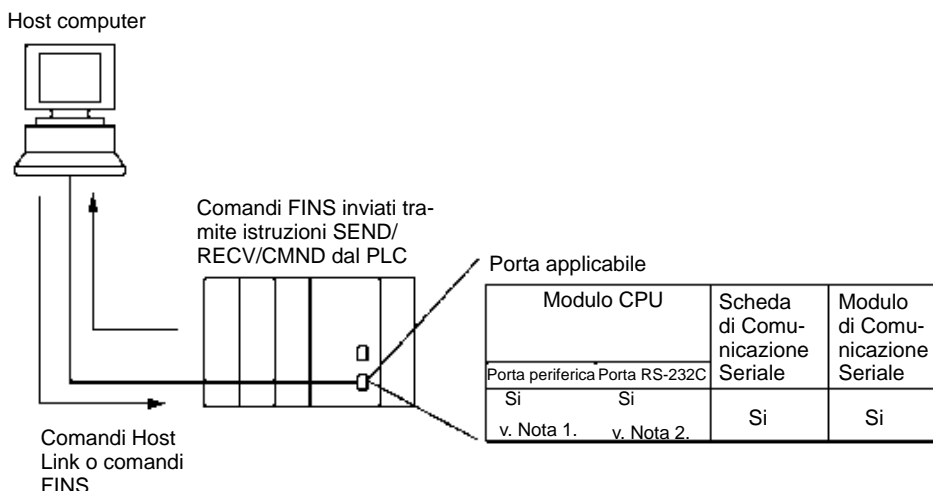 Host computer
Comandi FINS inviati tra-
mite istruzioni SEND/
RECV/CMND dal PLC
Porta applicabile
Modulo CPU
Scheda
di Comu-
nicazione
Seriale
Modulo
di Comu-
nicazione
Seriale
Porta periferica Porta RS-232C
Si
v. Nota 1.
Si
v. Nota 2.
Si
Si
Comandi Host
Link o comandi
FINS